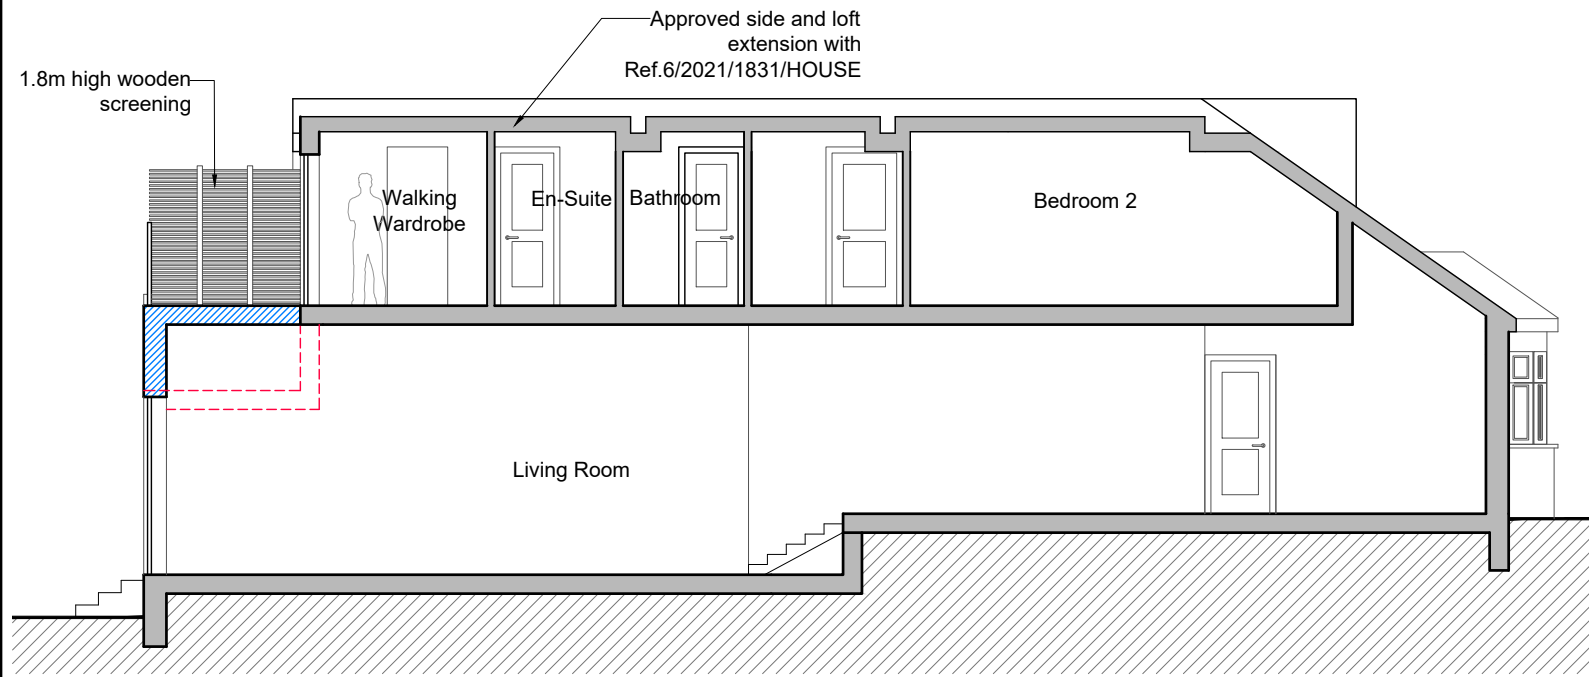 Approved side and loft
extension with
Ref.6/2021/1831/HOUSE
1.8m high wooden
screening
Walking
Wardrobe
En-Suite
Bathroom
Bedroom 2
Living Room